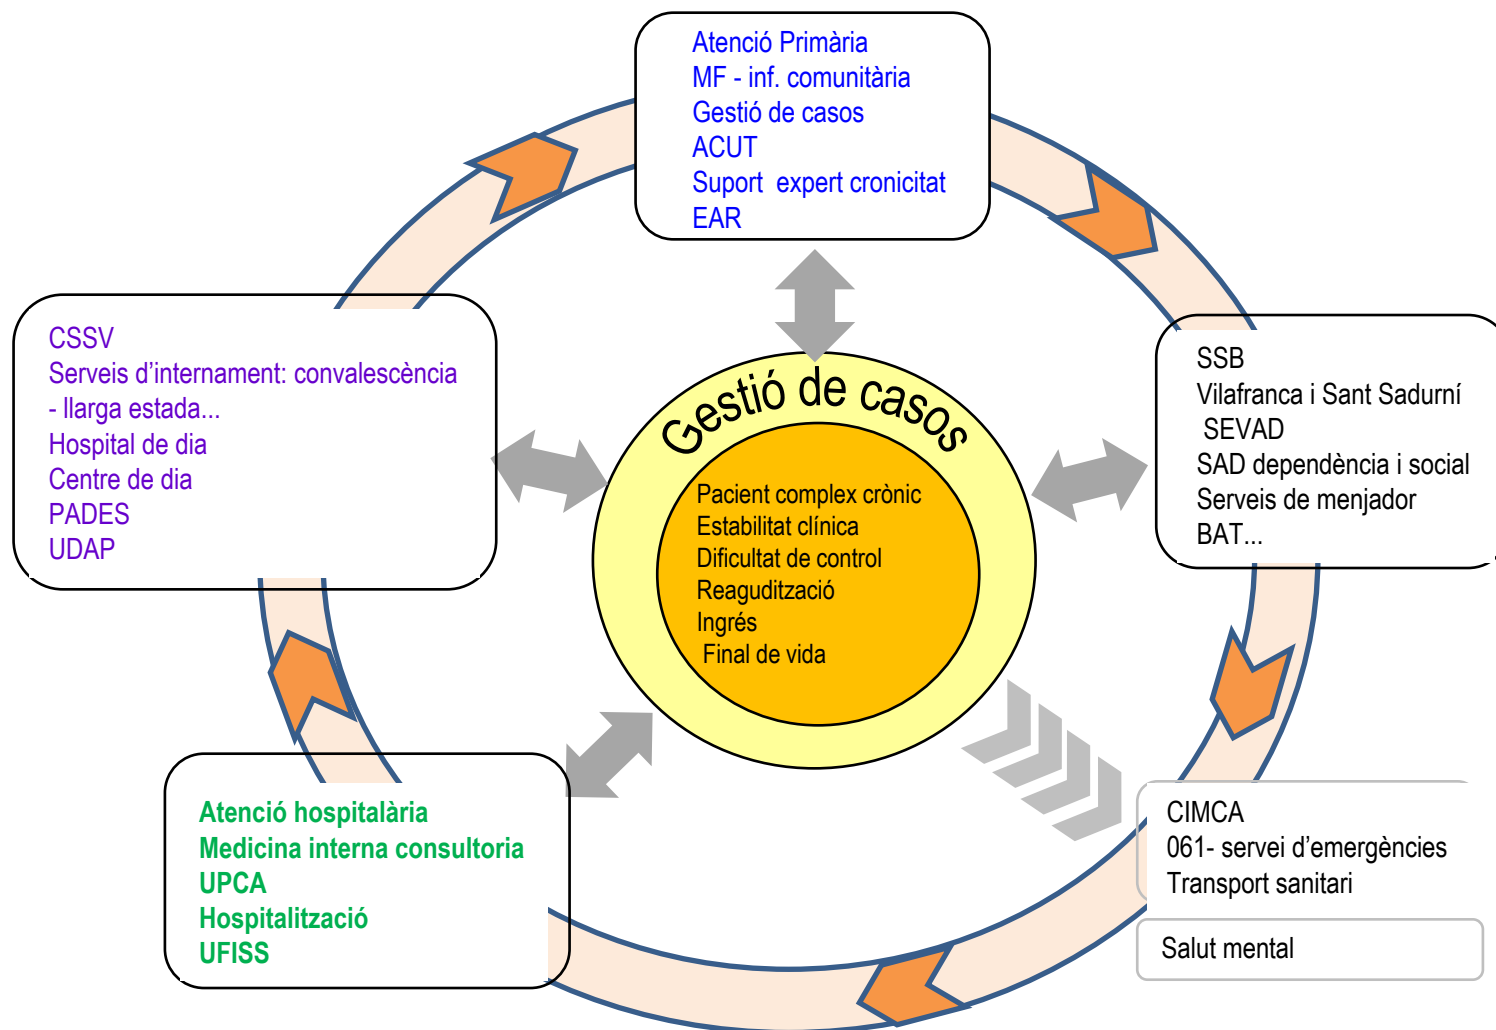 Atenció Primària
MF - inf. comunitària
Gestió de casos
ACUT
Suport expert cronicitat
EAR
CSSV
Serveis d'internament: convalescència
- llarga estada...
Hospital de dia
Centre de dia
PADES
UDAP
Gestió de casos
Pacient complex crònic
Estabilitat clínica
Dificultat de control
Reagudització
Ingrés
Final de vida
SSB
Vilafranca i Sant Sadurní
SEVAD
SAD dependència i social
Serveis de menjador
BAT...
Atenció hospitalària
Medicina interna consultoria
UPCA
Hospitalització
UFISS
CIMCA
061- servei d'emergències
Transport sanitari
Salut mental